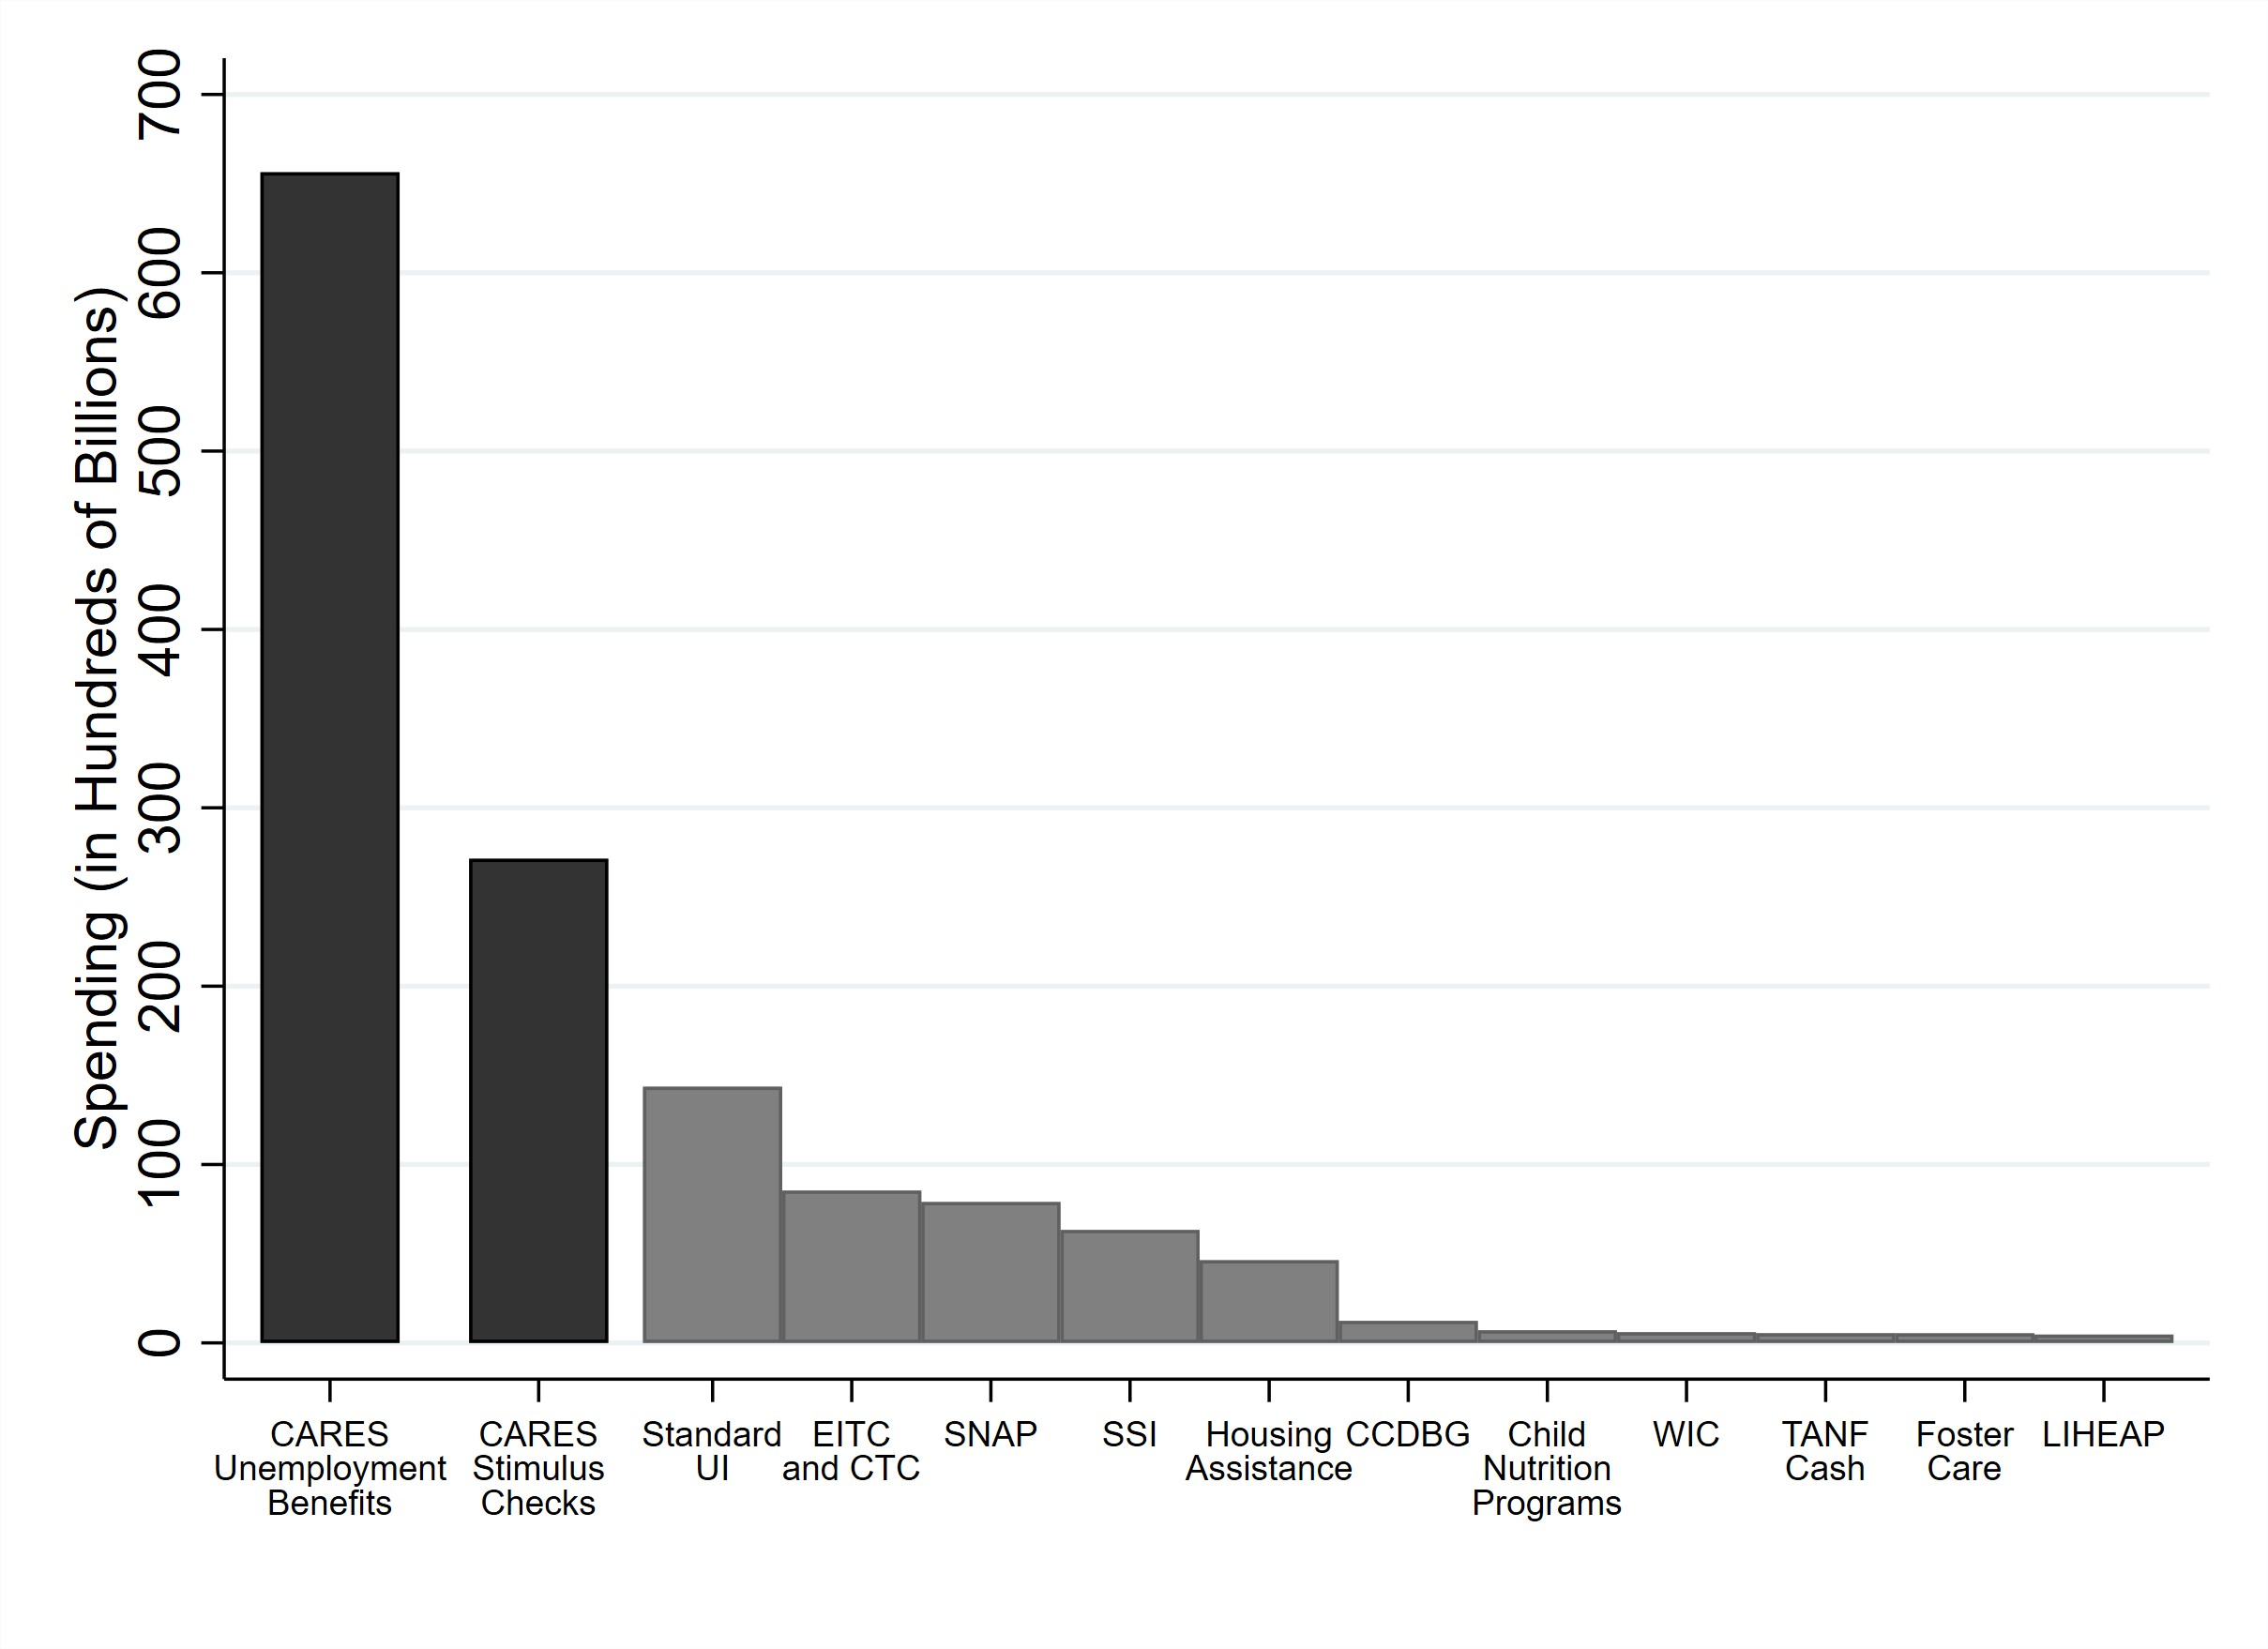 Spending (in Hundreds of Billions)
700
600
500
400
300
200
100
0
CARES
Unemployment
Benefits
CARES
Stimulus
Checks
Standard
UI
EITC
and CTC
SNAP
SSI
Housing
Assistance
CCDBG
Child
Nutrition
Programs
WIC
TANF
Cash
Foster
Care
LIHEAP